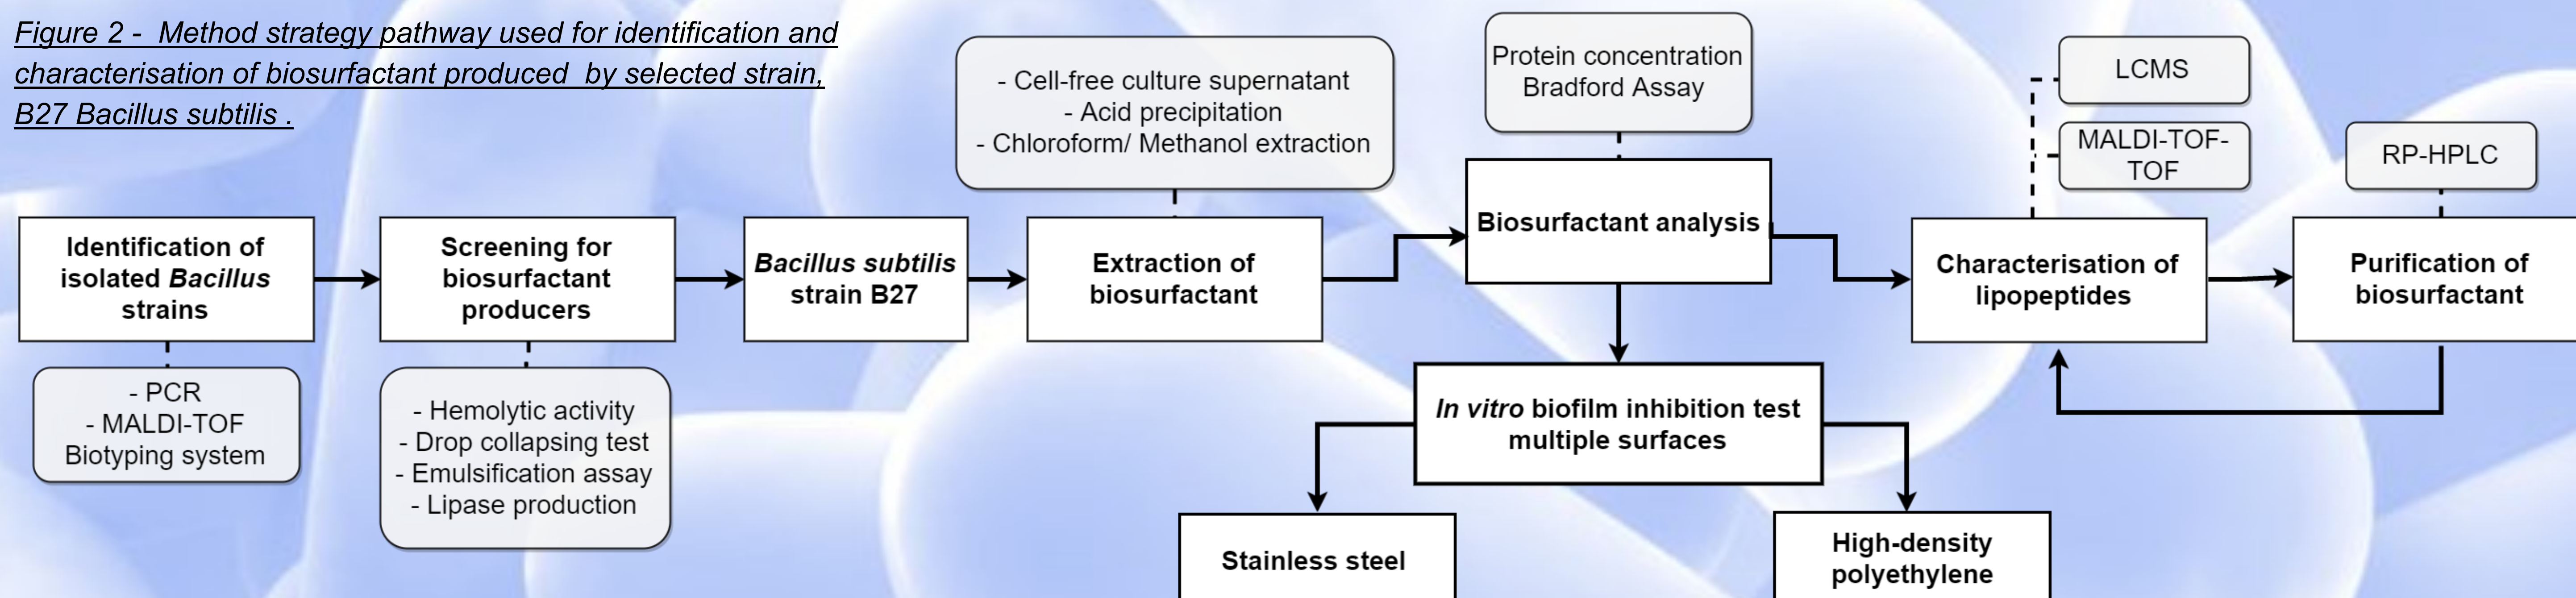 Figure 2 -  Method strategy pathway used for identification and
characterisation of biosurfactant produced  by selected strain,
B27 Bacillus subtilis .
Identification of
isolated Bacillus
strains
- PCR
- MALDI-TOF
Biotyping system
Screening for
biosurfactant
producers
- Hemolytic activity
- Drop collapsing test
- Emulsification assay
- Lipase production
Bacillus subtilis
strain B27
- Cell-free culture supernatant
- Acid precipitation
- Chloroform/ Methanol extraction
Extraction of
biosurfactant
Protein concentration
Bradford Assay
Biosurfactant analysis
In vitro biofilm inhibition test
multiple surfaces
Stainless steel
High-density
polyethylene
LCMS
MALDI-TOF-
TOF
Characterisation of
lipopeptides
RP-HPLC
Purification of
biosurfactant